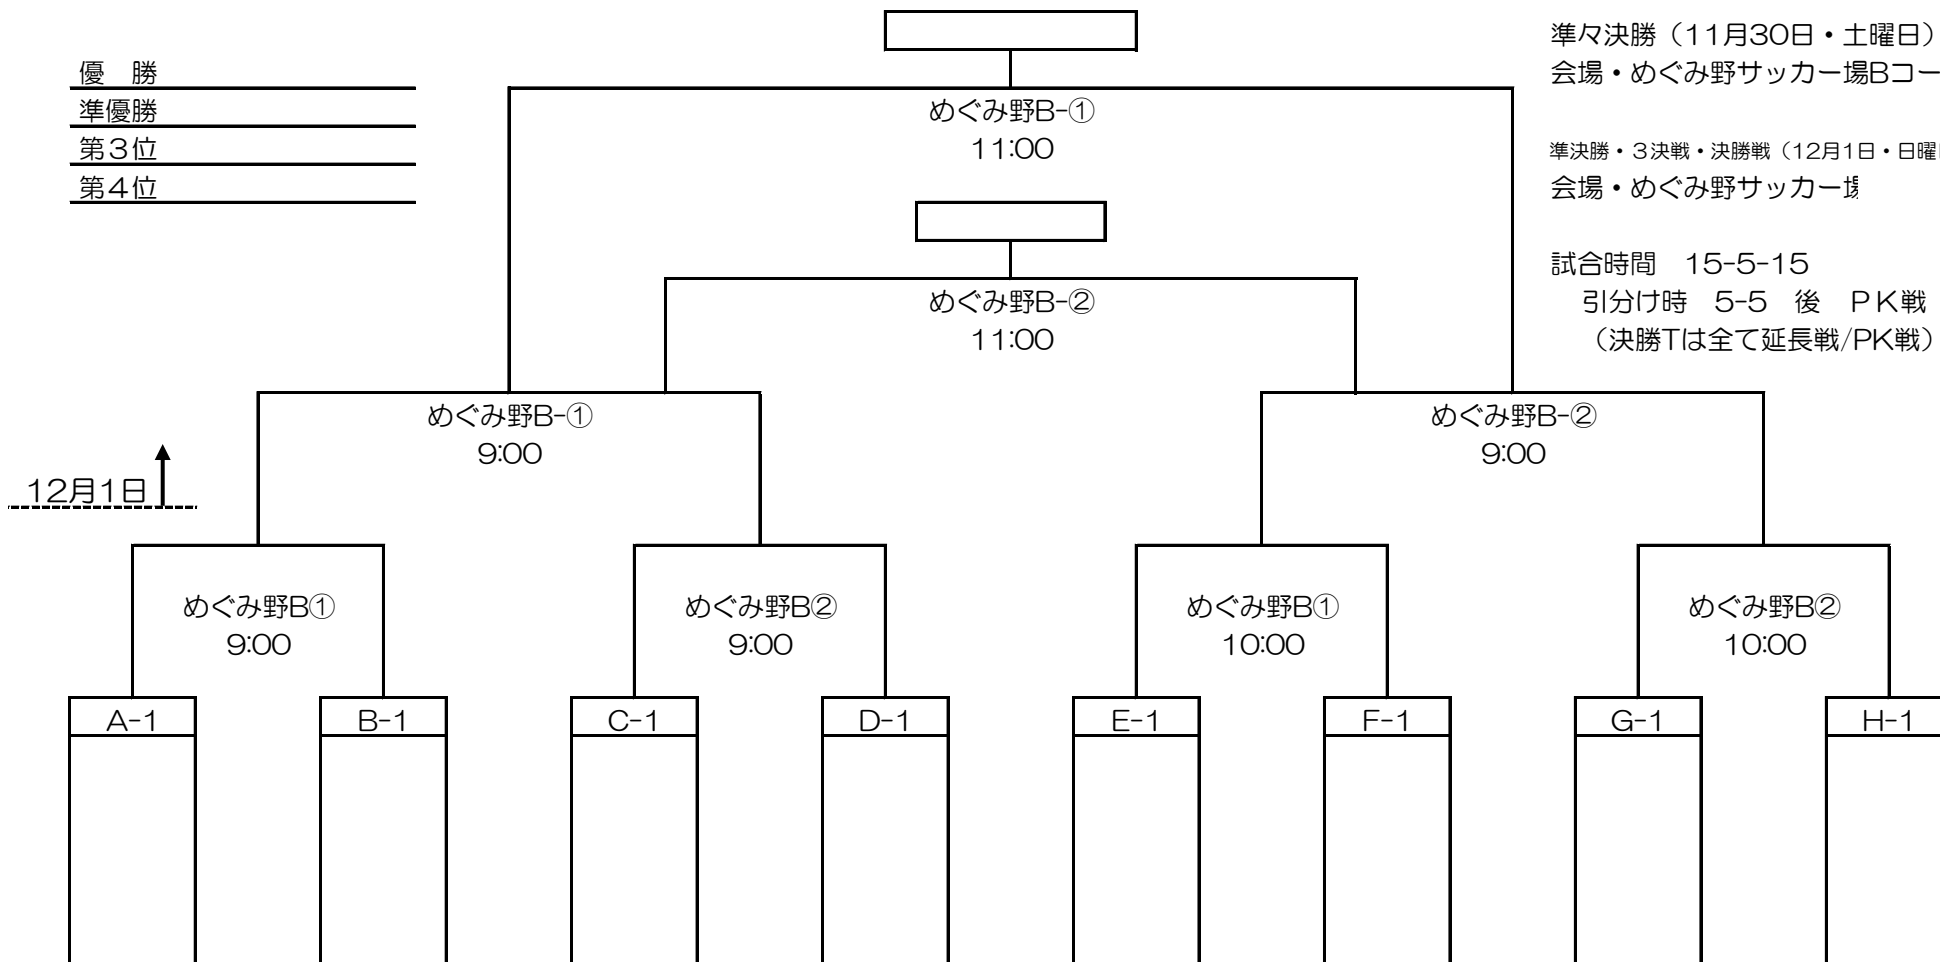 優　勝
準優勝
第３位
第４位
準々決勝（11月30日・土曜日）
会場・めぐみ野サッカー場Bコー
準決勝・３決戦・決勝戦（12月1日・日曜
会場・めぐみ野サッカー場
試合時間　15-5-15
引分け時　5-5　後　ＰＫ戦
（決勝Tは全て延長戦/PK戦）
めぐみ野B-①
11:00
めぐみ野B-②
11:00
めぐみ野B-①
9:00
めぐみ野B-②
9:00
12月1日
めぐみ野B①
9:00
めぐみ野B②
9:00
めぐみ野B①
10:00
めぐみ野B②
10:00
A-1
B-1
C-1
D-1
E-1
F-1
G-1
H-1